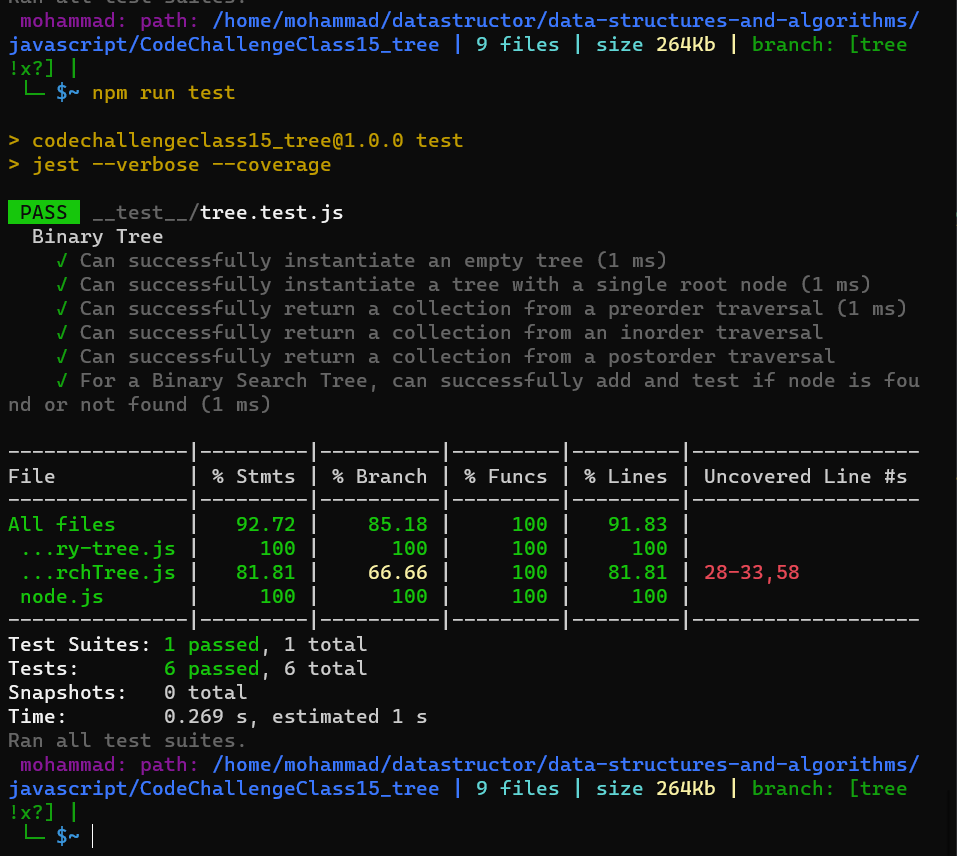 Ran all test suites.
mohammad: path: /home/mohammad/datastructor/data-structures-and-algorithms/
javascript/CodeChallengeClass15_tree | 9 files | size 264Kb | branch: [tree
!x?] |
└─ $~ npm run test
> codechallengeclass15_tree@1.0.0 test
> jest --verbose --coverage
PASS __test__/tree.test.js
Binary Tree
√ Can successfully instantiate an empty tree (1 ms)
√ Can successfully instantiate a tree with a single root node (1 ms)
√ Can successfully return a collection from a preorder traversal (1 ms)
√ Can successfully return a collection from an inorder traversal
√ Can successfully return a collection from a postorder traversal
√ For a Binary Search Tree, can successfully add and test if node is fou
nd or not found (1 ms)
---------------|---------|----------|---------|---------|-------------------
File | % Stmts | % Branch | % Funcs | % Lines | Uncovered Line #s
---------------|---------|----------|---------|---------|-------------------
All files | 92.72 | 85.18 | 100 | 91.83 |
...ry-tree.js | 100 | 100 | 100 | 100 |
...rchTree.js | 81.81 | 66.66 | 100 | 81.81 | 28-33,58
node.js | 100 | 100 | 100 | 100 |
---------------|---------|----------|---------|---------|-------------------
Test Suites: 1 passed, 1 total
Tests: 6 passed, 6 total
Snapshots: 0 total
Time: 0.269 s, estimated 1 s
Ran all test suites.
mohammad: path: /home/mohammad/datastructor/data-structures-and-algorithms/
javascript/CodeChallengeClass15_tree | 9 files | size 264Kb | branch: [tree
!x?] |
└─ $~